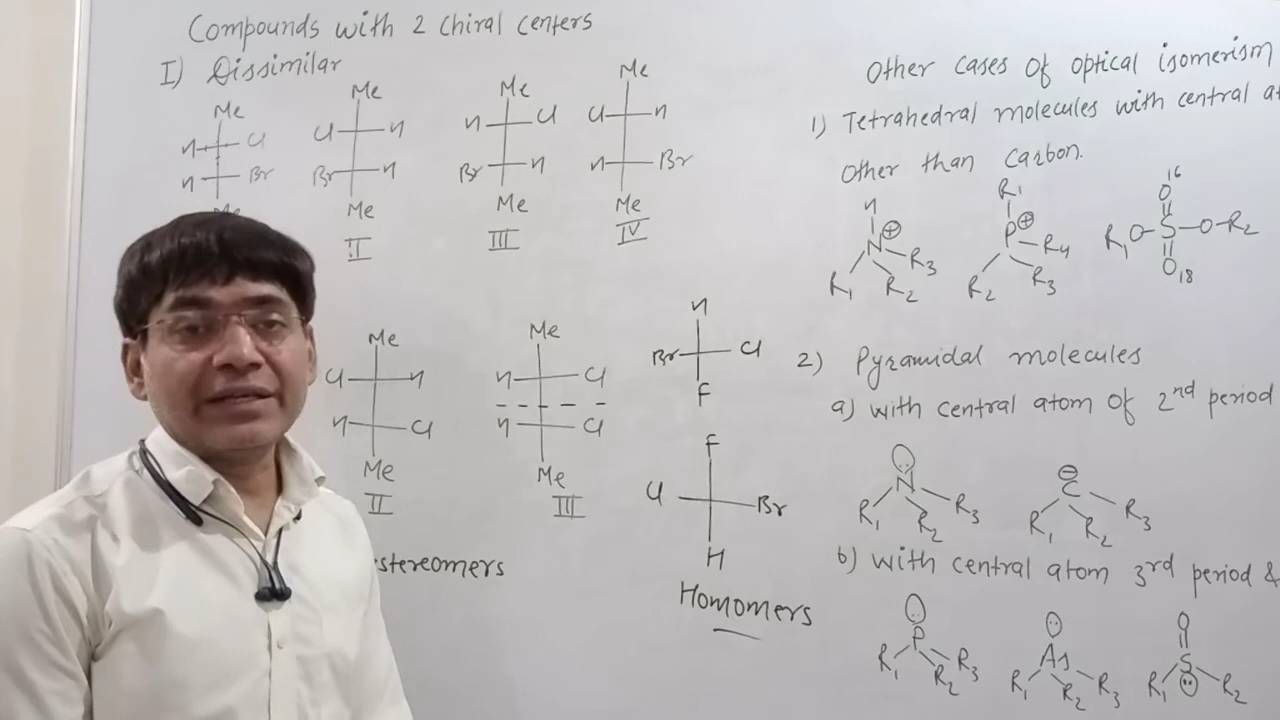 Compounds with 2 Chiral Centers
I) Dissimilar
Me
H Cl
H Br
Me
Me
Cl H
Br H
Me
II
Me
H Cl
Br H
Me
III
Me
Cl H
H Br
Me
IV
Me
Cl H
H Cl
Me
II
Me
H Cl
H Cl
Me
III
stereomers
H
Br Cl
F
F
Cl Br
H
Homomers
Other cases of optical isomerism
1) Tetrahedral molecules with central at
Other than Carbon.
H
N⊕
R1 R2 R3
R1
P⊕
R2 R3 R4
O16
R1 O-S-O-R2
O18
2) Pyramidal molecules
a) with central atom of 2nd period
N
R1 R2 R3
⊖
C
R1 R2 R3
b) with central atom 3rd period &
P
R1 R2 R3
As
R1 R2 R3
O
S
R1 R2